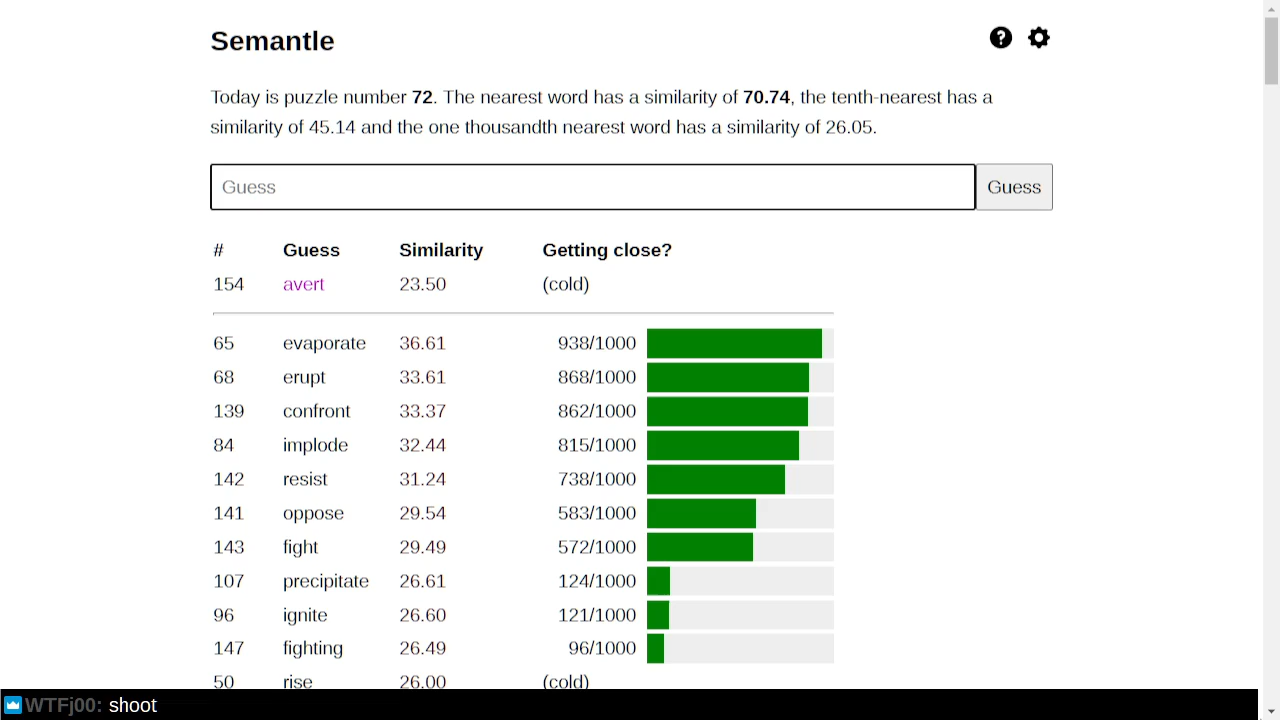 Semantle
Today is puzzle number 72. The nearest word has a similarity of 70.74, the tenth-nearest has a
similarity of 45.14 and the one thousandth nearest word has a similarity of 26.05.
Guess Guess
# Guess Similarity Getting close?
154 avert 23.50 (cold)
65 evaporate 36.61 938/1000
68 erupt 33.61 868/1000
139 confront 33.37 862/1000
84 implode 32.44 815/1000
142 resist 31.24 738/1000
141 oppose 29.54 583/1000
143 fight 29.49 572/1000
107 precipitate 26.61 124/1000
96 ignite 26.60 121/1000
147 fighting 26.49 96/1000
50 rise 26.00 (cold)
WTFj00: shoot